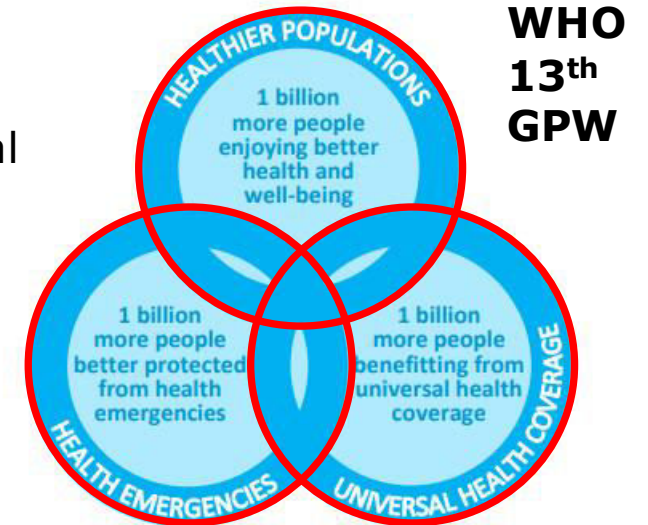 WHO
13th
GPW
al
HEALTHIER POPULATIONS
1 billion
more people
enjoying better
health and
well-being
1 billion
more people
better protected
from health
emergencies
HEALTH EMERGENCIES
1 billion
more people
benefitting from
universal health
coverage
UNIVERSAL HEALTH COVERAGE